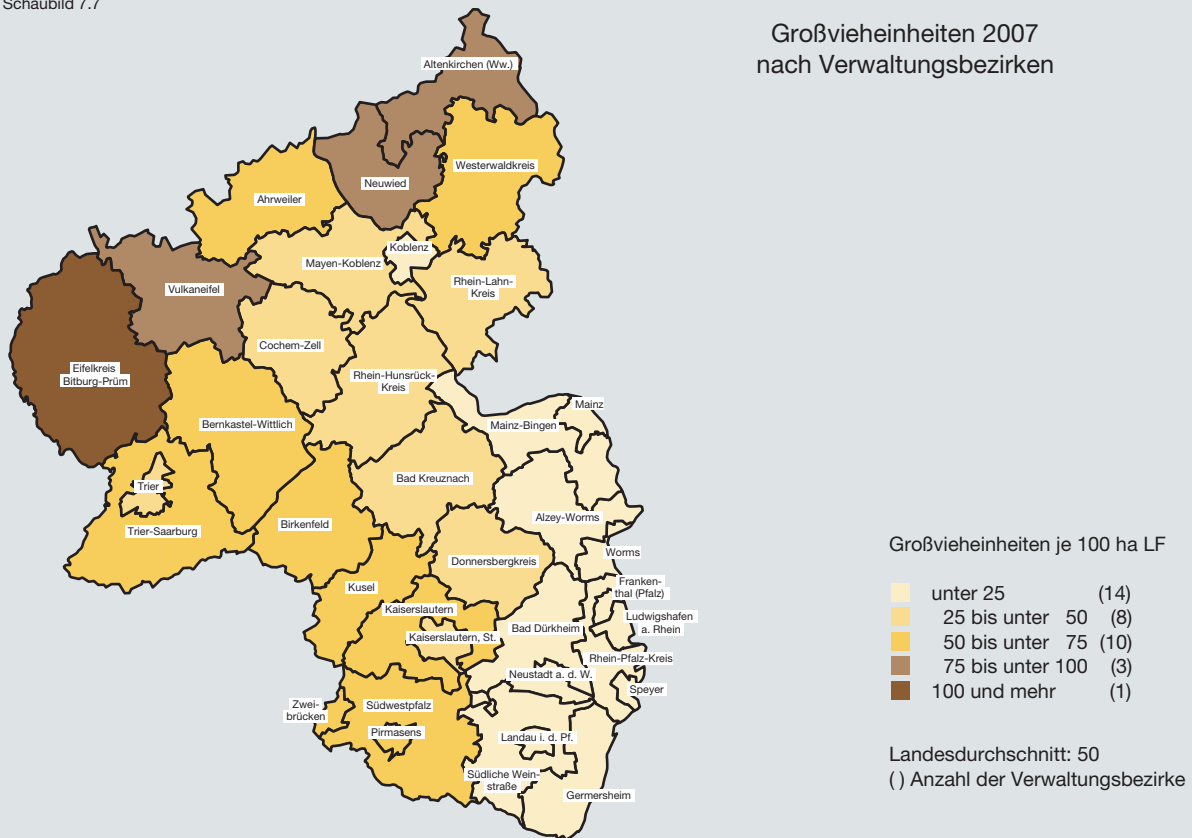 Schaubild 7.7
Großvieheinheiten 2007
nach Verwaltungsbezirken
Altenkirchen (Ww.)
Westerwaldkreis
Neuwied
Ahrweiler
Koblenz
Mayen-Koblenz
Rhein-Lahn-
Kreis
Vulkaneifel
Cochem-Zell
Eifelkreis
Bitburg-Prüm
Rhein-Hunsrück-
Kreis
Mainz
Bernkastel-Wittlich
Mainz-Bingen
Bad Kreuznach
Trier
Alzey-Worms
Birkenfeld
Trier-Saarburg
Worms
Donnersbergkreis
Kusel
Franken-
thal (Pfalz)
Kaiserslautern
Ludwigshafen
a. Rhein
Bad Dürkheim
Kaiserslautern, St.
Rhein-Pfalz-Kreis
Neustadt a. d. W.
Speyer
Zwei-
brücken
Südwestpfalz
Pirmasens
Landau i. d. Pf.
Südliche Wein-
straße
Germersheim
Großvieheinheiten je 100 ha LF
unter 25 (14)
25 bis unter 50 (8)
50 bis unter 75 (10)
75 bis unter 100 (3)
100 und mehr (1)
Landesdurchschnitt: 50
( ) Anzahl der Verwaltungsbezirke